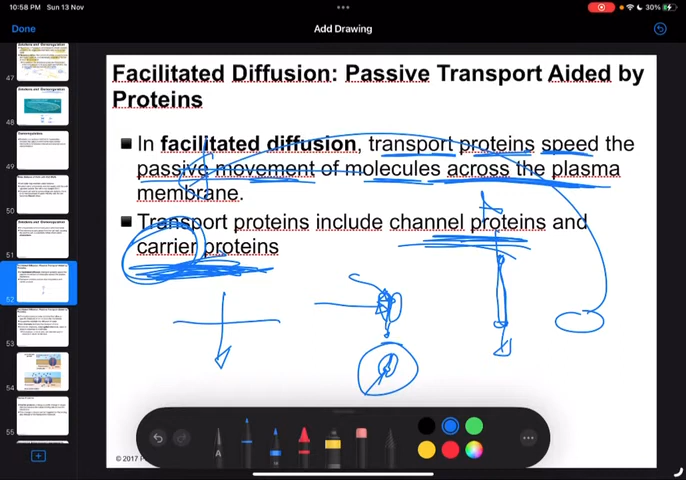 10:58 PM Sun 13 Nov
30%
Done
Add Drawing
47
48
49
50
51
52
53
54
55
Facilitated Diffusion: Passive Transport Aided by
Proteins
In facilitated diffusion, transport proteins speed the
passive movement of molecules across the plasma
membrane.
Transport proteins include channel proteins and
carrier proteins
A
© 2017 P